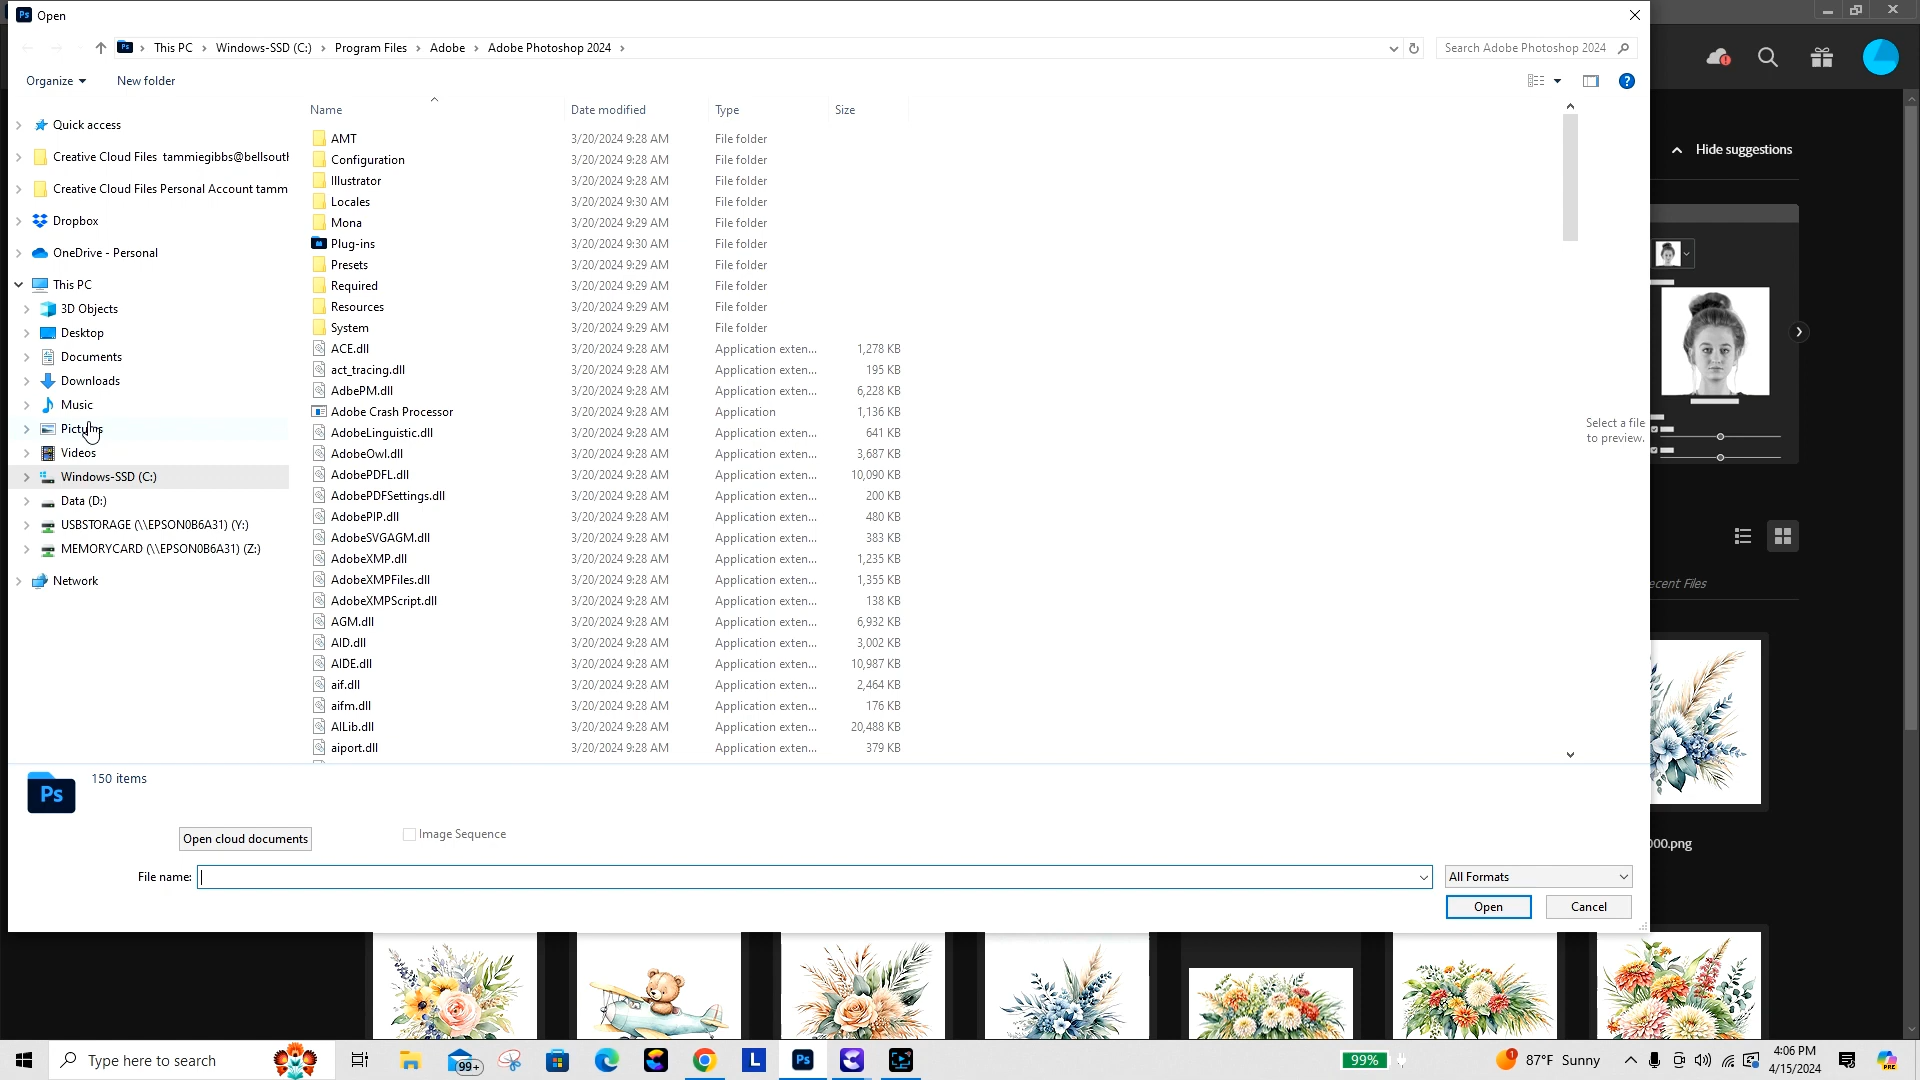 Ps Open
Ps This PC Windows-SSD (C:) Program Files Adobe Adobe Photoshop 2024
Search Adobe Photoshop 2024
Organize New folder
Name Date modified Type Size
Quick access
Creative Cloud Files tammiegibbs@bellsouth
Creative Cloud Files Personal Account tamm
Dropbox
OneDrive - Personal
This PC
3D Objects
Desktop
Documents
Downloads
Music
Videos
Windows-SSD (C:)
Data (D:)
USBSTORAGE (\\EPSON0B6A31) (Y:)
MEMORYCARD (\\EPSON0B6A31) (Z:)
Network
AMT 3/20/2024 9:28 AM File folder
Configuration 3/20/2024 9:28 AM File folder
Illustrator 3/20/2024 9:28 AM File folder
Locales 3/20/2024 9:30 AM File folder
Mona 3/20/2024 9:29 AM File folder
Plug-ins 3/20/2024 9:30 AM File folder
Presets 3/20/2024 9:29 AM File folder
Required 3/20/2024 9:29 AM File folder
Resources 3/20/2024 9:29 AM File folder
System 3/20/2024 9:29 AM File folder
ACE.dll 3/20/2024 9:28 AM Application exten... 1,278 KB
act_tracing.dll 3/20/2024 9:28 AM Application exten... 195 KB
AdbePM.dll 3/20/2024 9:28 AM Application exten... 6,228 KB
Adobe Crash Processor 3/20/2024 9:28 AM Application 1,136 KB
AdobeLinguistic.dll 3/20/2024 9:28 AM Application exten... 641 KB
AdobeOwl.dll 3/20/2024 9:28 AM Application exten... 3,687 KB
AdobePDFL.dll 3/20/2024 9:28 AM Application exten... 10,090 KB
AdobePDFSettings.dll 3/20/2024 9:28 AM Application exten... 200 KB
AdobePIP.dll 3/20/2024 9:28 AM Application exten... 480 KB
AdobeSVGAGM.dll 3/20/2024 9:28 AM Application exten... 383 KB
AdobeXMP.dll 3/20/2024 9:28 AM Application exten... 1,235 KB
AdobeXMPFiles.dll 3/20/2024 9:28 AM Application exten... 1,355 KB
AdobeXMPScript.dll 3/20/2024 9:28 AM Application exten... 138 KB
AGM.dll 3/20/2024 9:28 AM Application exten... 6,932 KB
AID.dll 3/20/2024 9:28 AM Application exten... 3,002 KB
AIDE.dll 3/20/2024 9:28 AM Application exten... 10,987 KB
aif.dll 3/20/2024 9:28 AM Application exten... 2,464 KB
aifm.dll 3/20/2024 9:28 AM Application exten... 176 KB
AILib.dll 3/20/2024 9:28 AM Application exten... 20,488 KB
aiport.dll 3/20/2024 9:28 AM Application exten... 379 KB
Select a file
to preview.
Hide suggestions
ecent Files
00.png
Ps 150 items
Open cloud documents Image Sequence
File name: All Formats
Open Cancel
Type here to search
99+
L
Ps
99%
87°F Sunny
4:06 PM
4/15/2024
PRE